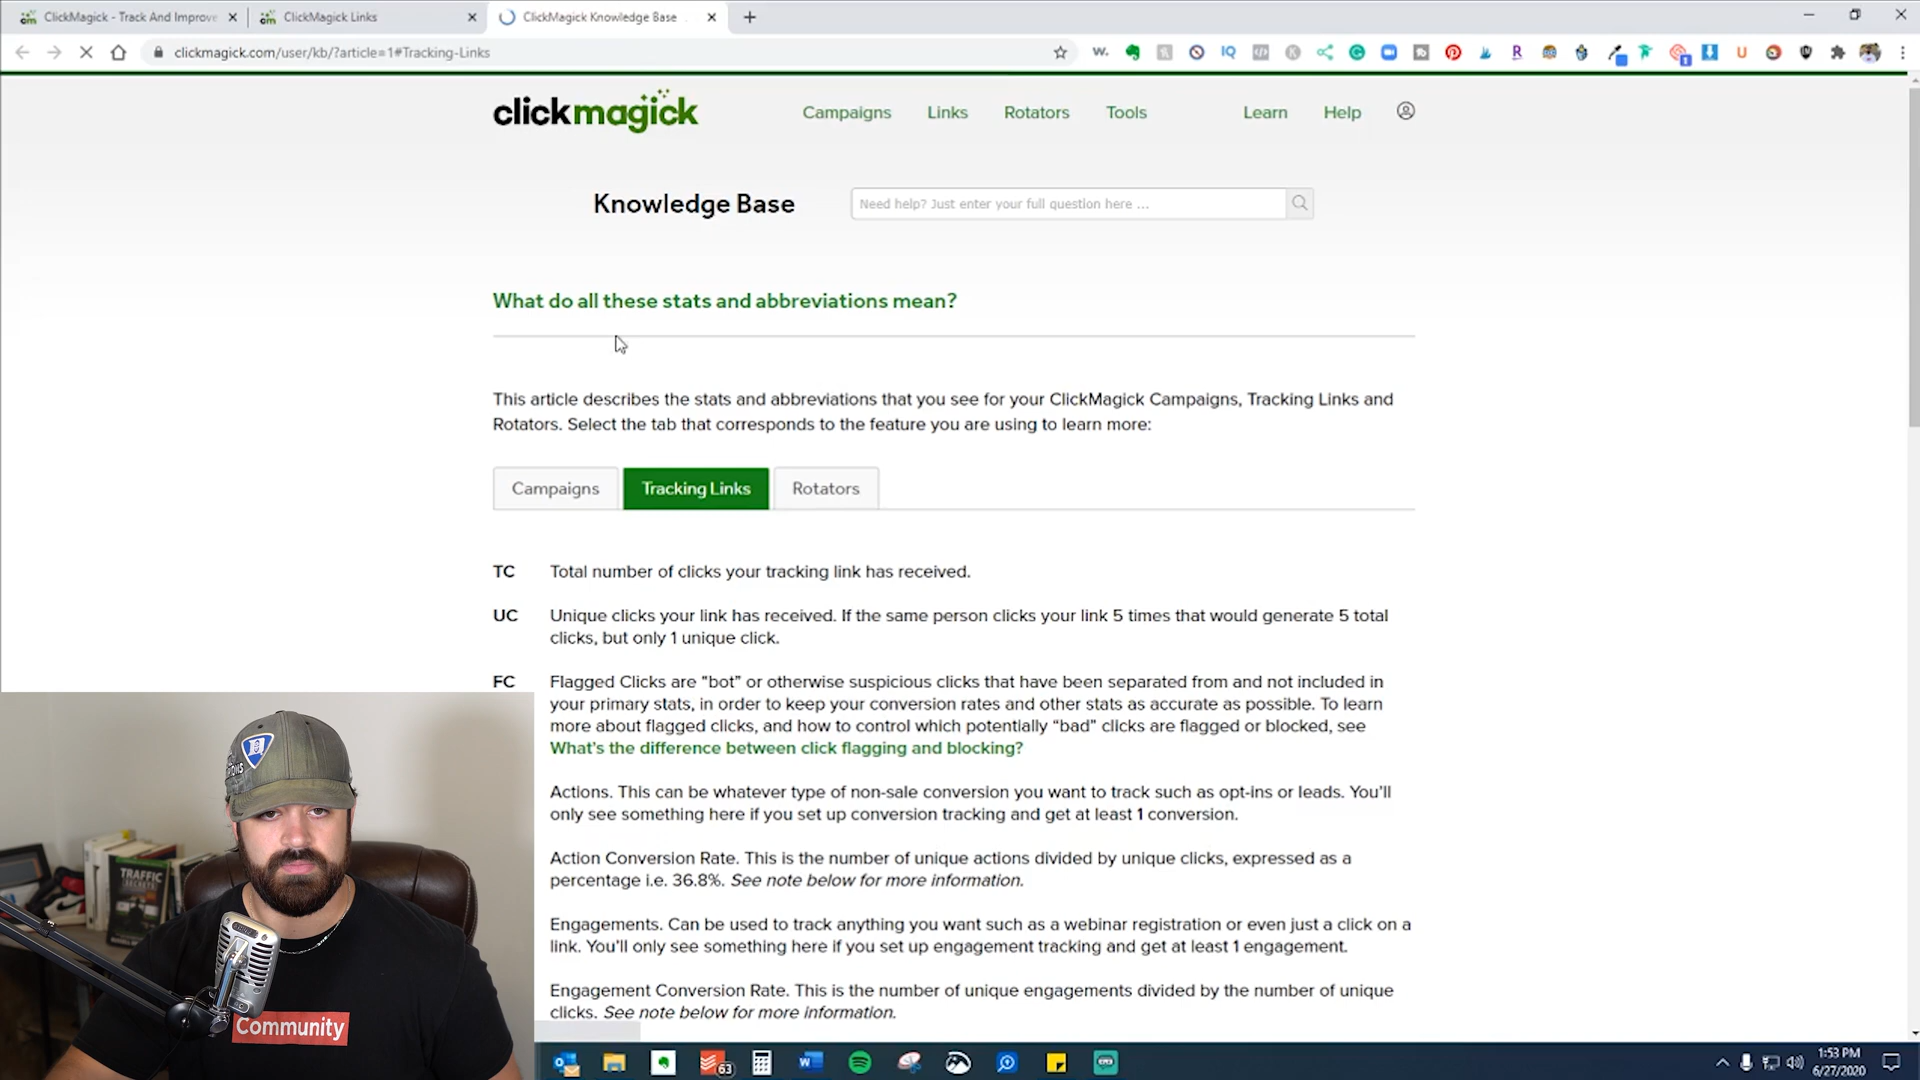 ClickMagick - Track And Improve
ClickMagick Links
ClickMagick Knowledge Base
clickmagick.com/user/kb/?article=1#Tracking-Links
clickmagick
Campaigns
Links
Rotators
Tools
Learn
Help
Knowledge Base
Need help? Just enter your full question here ...
What do all these stats and abbreviations mean?
This article describes the stats and abbreviations that you see for your ClickMagick Campaigns, Tracking Links and
Rotators. Select the tab that corresponds to the feature you are using to learn more:
Campaigns
Tracking Links
Rotators
TC Total number of clicks your tracking link has received.
UC Unique clicks your link has received. If the same person clicks your link 5 times that would generate 5 total
clicks, but only 1 unique click.
FC Flagged Clicks are “bot” or otherwise suspicious clicks that have been separated from and not included in
your primary stats, in order to keep your conversion rates and other stats as accurate as possible. To learn
more about flagged clicks, and how to control which potentially “bad” clicks are flagged or blocked, see
What's the difference between click flagging and blocking?
Actions. This can be whatever type of non-sale conversion you want to track such as opt-ins or leads. You'll
only see something here if you set up conversion tracking and get at least 1 conversion.
Action Conversion Rate. This is the number of unique actions divided by unique clicks, expressed as a
percentage i.e. 36.8%. See note below for more information.
Engagements. Can be used to track anything you want such as a webinar registration or even just a click on a
link. You'll only see something here if you set up engagement tracking and get at least 1 engagement.
Engagement Conversion Rate. This is the number of unique engagements divided by the number of unique
clicks. See note below for more information.
TRAFFIC
SECRETS
Community
63
1:53 PM
6/27/2020